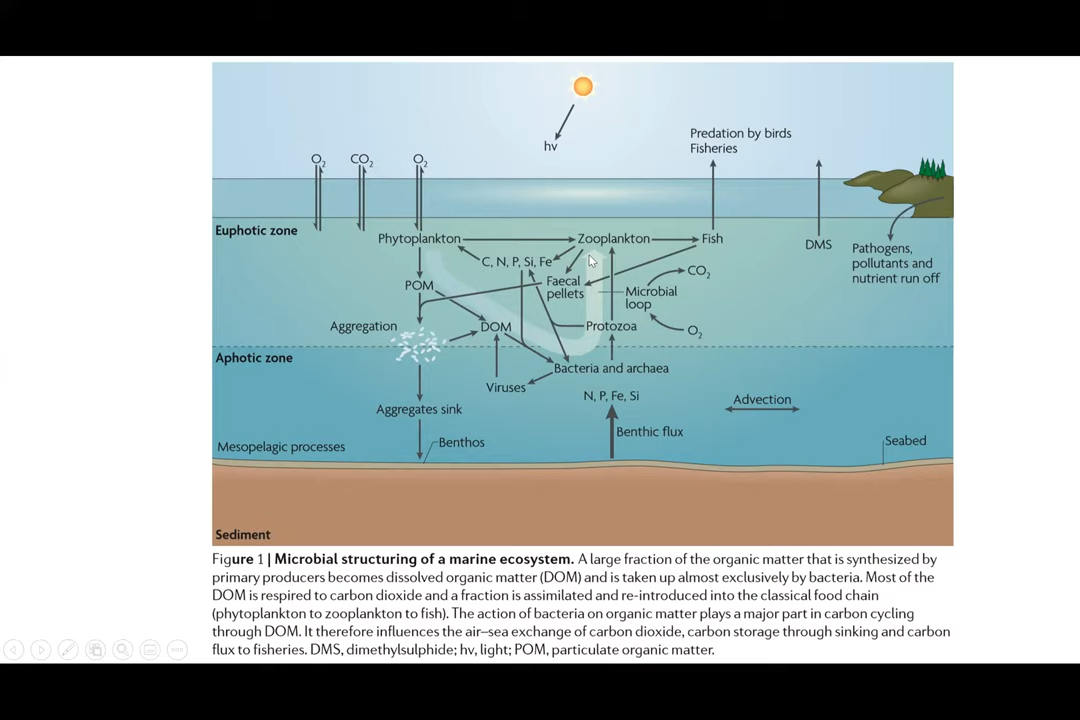 hv
Predation by birds
Fisheries
O2
CO2
O2
Euphotic zone
Phytoplankton
Zooplankton
Fish
DMS
Pathogens,
pollutants and
nutrient run off
C, N, P, Si, Fe
POM
Faecal
pellets
Microbial
loop
CO2
O2
Aggregation
DOM
Protozoa
Aphotic zone
Bacteria and archaea
Viruses
N, P, Fe, Si
Advection
Aggregates sink
Benthic flux
Mesopelagic processes
Benthos
Seabed
Sediment
Figure 1 | Microbial structuring of a marine ecosystem. A large fraction of the organic matter that is synthesized by
primary producers becomes dissolved organic matter (DOM) and is taken up almost exclusively by bacteria. Most of the
DOM is respired to carbon dioxide and a fraction is assimilated and re-introduced into the classical food chain
(phytoplankton to zooplankton to fish). The action of bacteria on organic matter plays a major part in carbon cycling
through DOM. It therefore influences the air–sea exchange of carbon dioxide, carbon storage through sinking and carbon
flux to fisheries. DMS, dimethylsulphide; hv, light; POM, particulate organic matter.